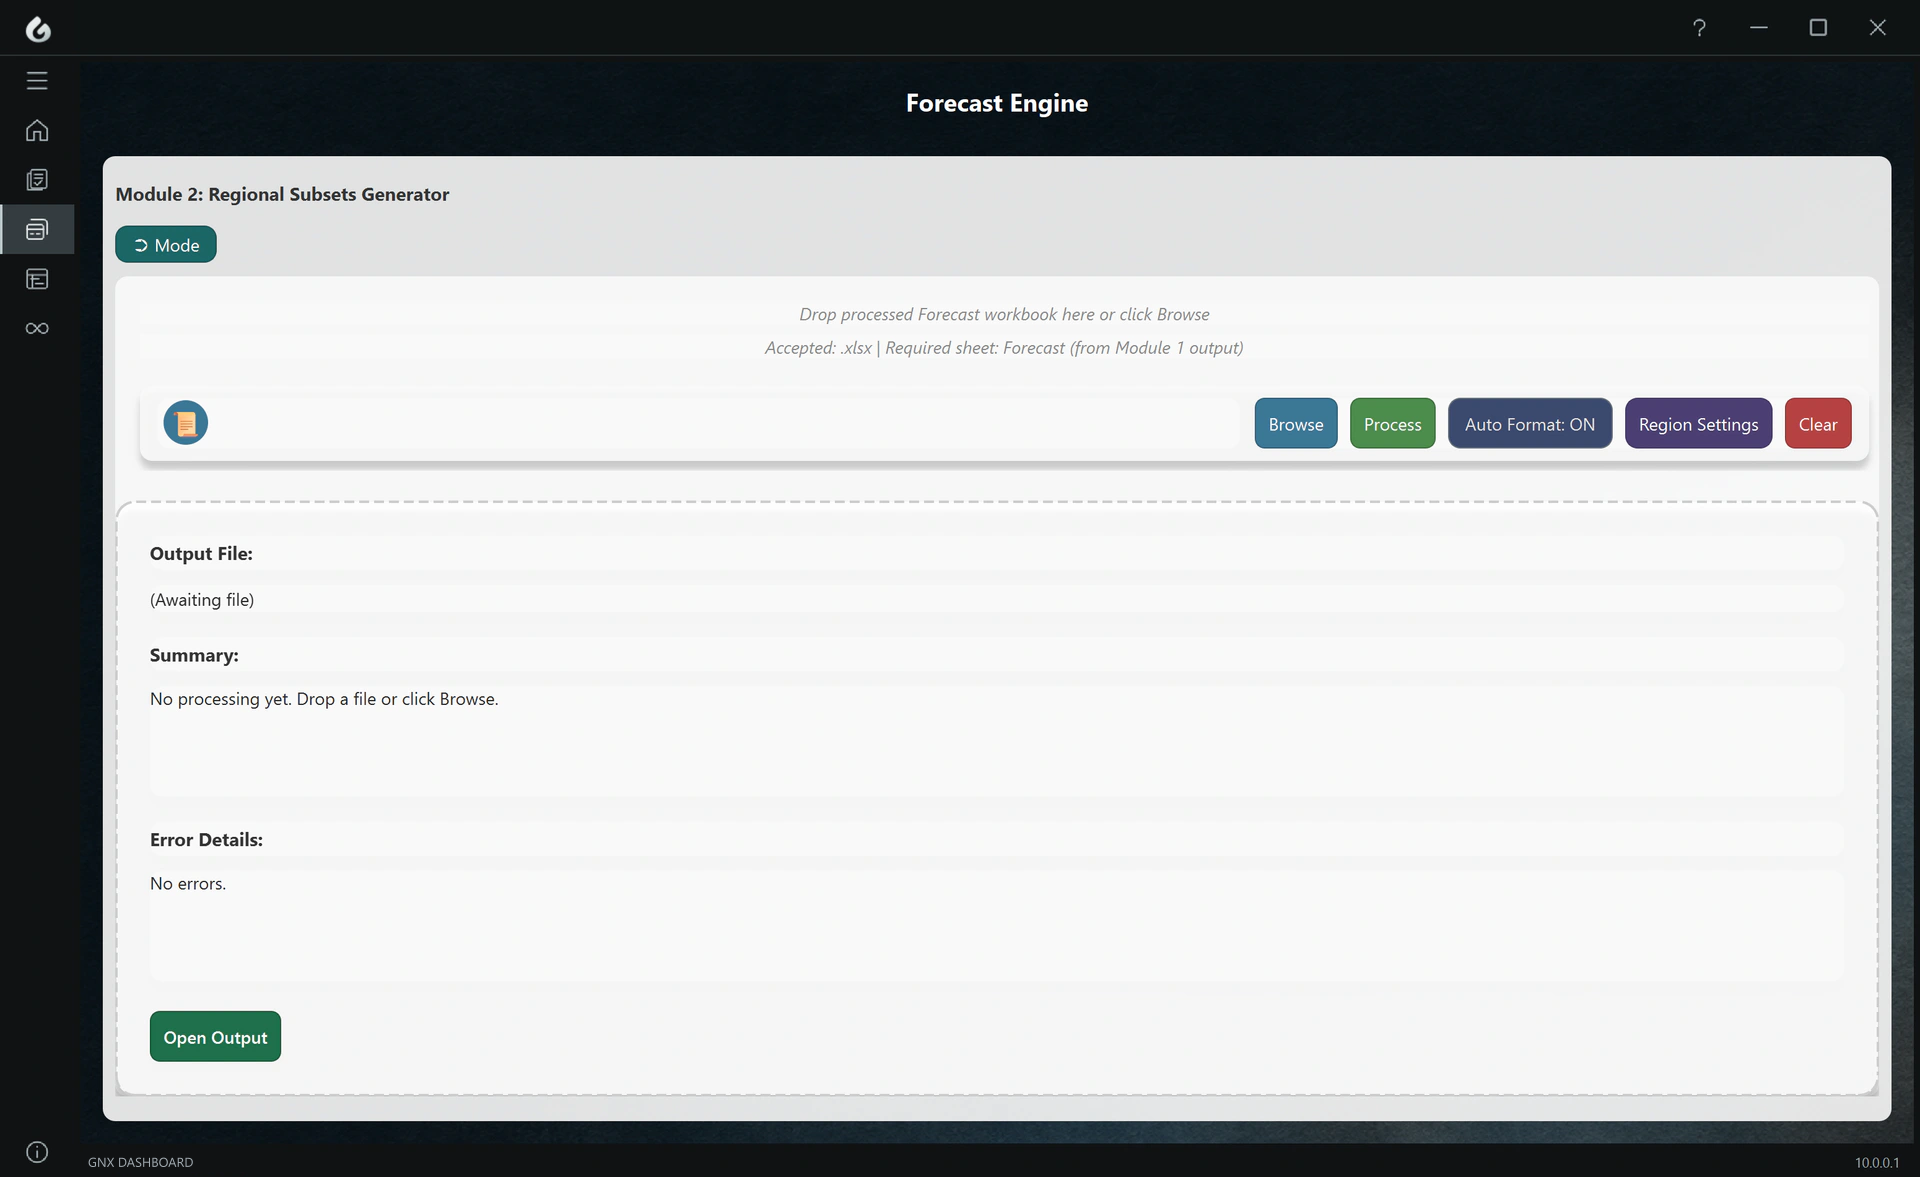 Forecast Engine
Module 2: Regional Subsets Generator
Mode
Drop processed Forecast workbook here or click Browse
Accepted: .xlsx | Required sheet: Forecast (from Module 1 output)
Browse
Process
Auto Format: ON
Region Settings
Clear
Output File:
(Awaiting file)
Summary:
No processing yet. Drop a file or click Browse.
Error Details:
No errors.
Open Output
GNX DASHBOARD
10.0.0.1